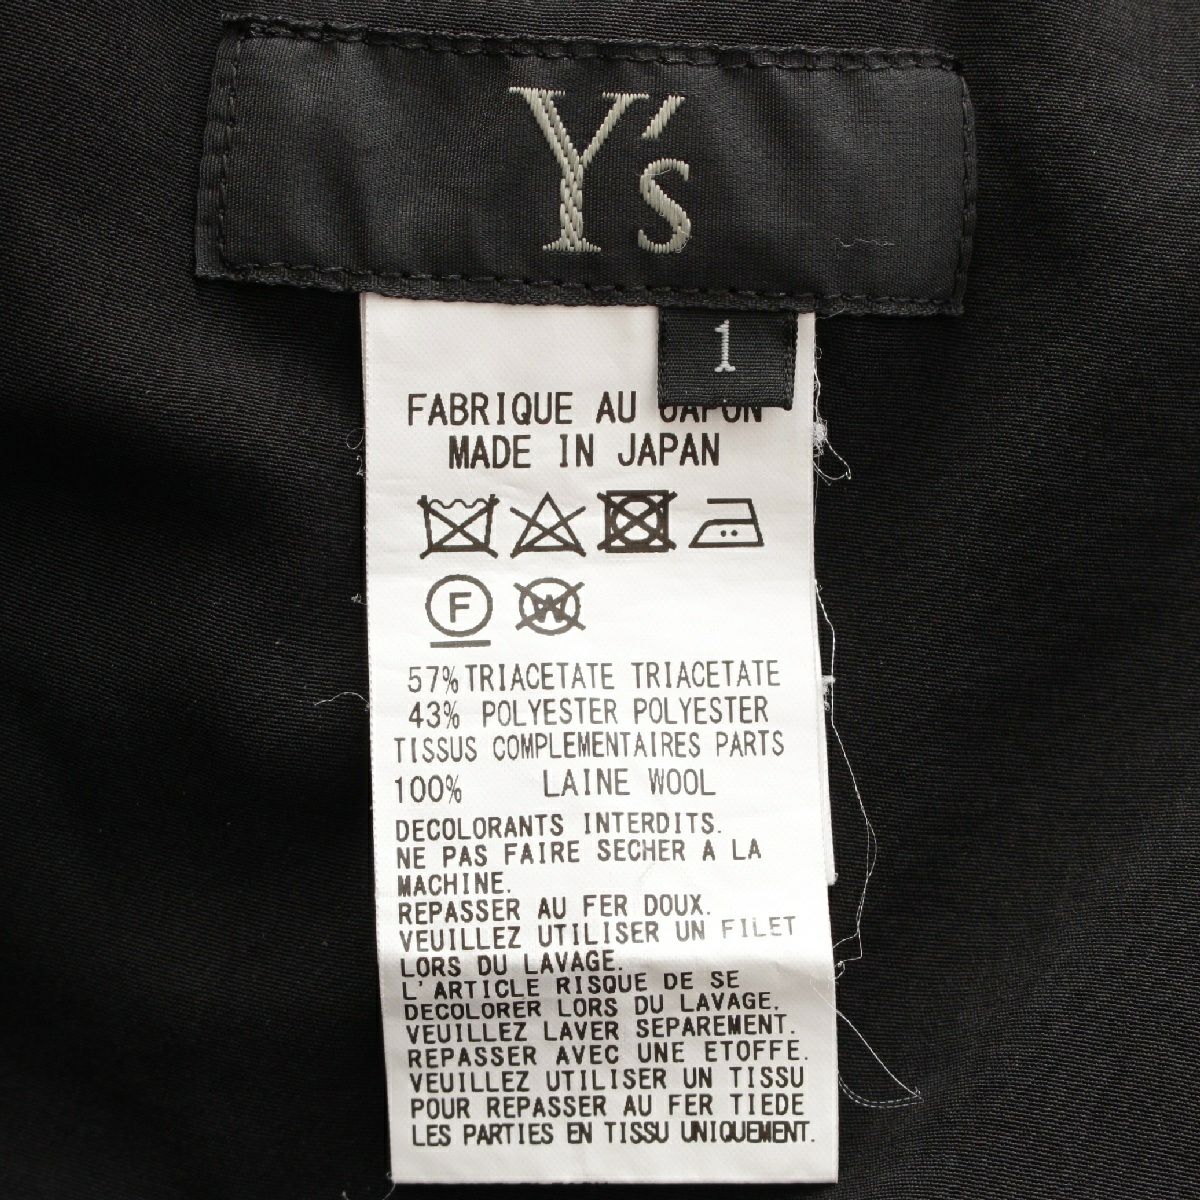 Y's
1
FABRIQUE AU JAPON
MADE IN JAPAN
F W
57% TRIACETATE TRIACETATE
43% POLYESTER POLYESTER
TISSUS COMPLEMENTAIRES PARTS
100% LAINE WOOL
DECOLORANTS INTERDITS.
NE PAS FAIRE SECHER A LA
MACHINE.
REPASSER AU FER DOUX.
VEUILLEZ UTILISER UN FILET
LORS DU LAVAGE.
L'ARTICLE RISQUE DE SE
DECOLORER LORS DU LAVAGE.
VEUILLEZ LAVER SEPAREMENT.
REPASSER AVEC UNE ETOFFE.
VEUILLEZ UTILISER UN TISSU
POUR REPASSER AU FER TIEDE
LES PARTIES EN TISSU UNIQUEMENT.